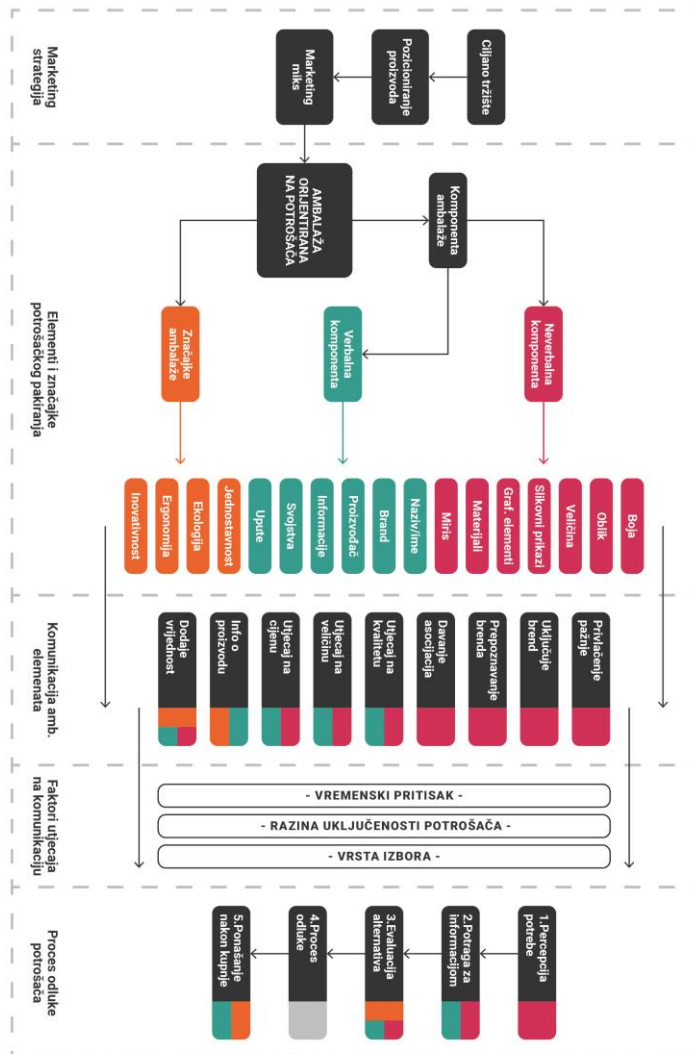 Marketing
strategija
Ciljano tržište
Pozicioniranje
proizvoda
Marketing
miks
Elementi i značajke
potrošačkog pakiranja
AMBALAŽA
ORIJENTIRANA
NA POTROŠAČA
Komponenta
ambalaže
Neverbalna
komponenta
Verbalna
komponenta
Značajke
ambalaže
Boja
Oblik
Veličina
Slikovni prikazi
Graf. elementi
Materijali
Miris
Naziv/ime
Brand
Proizvođač
Informacije
Svojstva
Upute
Jednostavnost
Ekologija
Ergonomija
Inovativnost
Komunikacija amb.
elemenata
Privlačenje
pažnje
Uključuje
brend
Prepoznavanje
brenda
Davanje
asocijacija
Utjecaj na
kvalitetu
Utjecaj na
veličinu
Utjecaj na
cijenu
Info o
proizvodu
Dodaje
vrijednost
Faktori utjecaja
na komunikaciju
- VREMENSKI PRITISAK -
- RAZINA UKLJUČENOSTI POTROŠAČA -
- VRSTA IZBORA -
Proces odluke
potrošača
1.Percepcija
potrebe
2.Potraga za
informacijom
3.Evaluacija
alternativa
4.Proces
odluke
5.Ponašanje
nakon kupnje